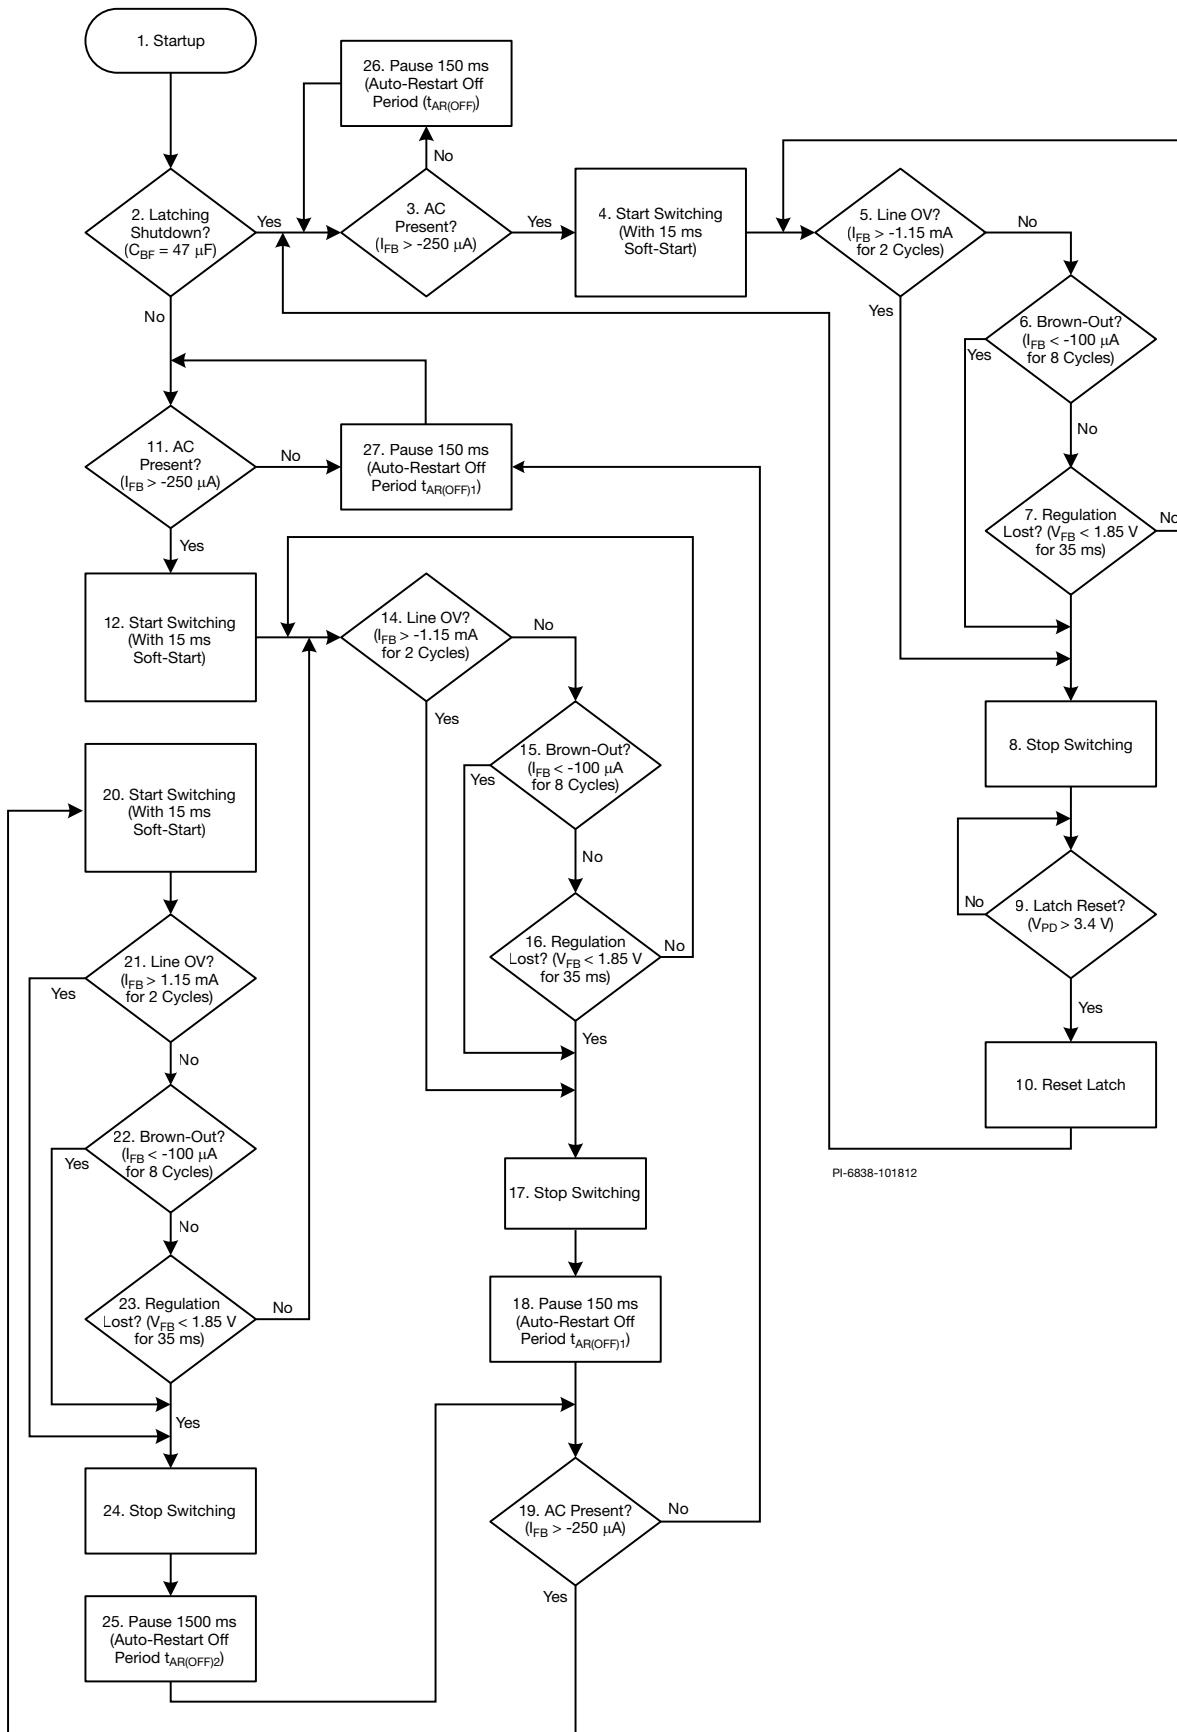 1. Startup
26. Pause 150 ms
(Auto-Restart Off
Period (tAR(OFF))
No
2. Latching
Shutdown?
(CBF = 47 µF)
Yes
3. AC
Present?
(IFB > -250 µA)
Yes
4. Start Switching
(With 15 ms
Soft-Start)
5. Line OV?
(IFB > -1.15 mA
for 2 Cycles)
No
Yes
No
6. Brown-Out?
(IFB < -100 µA
for 8 Cycles)
Yes
No
7. Regulation
Lost? (VFB < 1.85 V
for 35 ms)
No
8. Stop Switching
9. Latch Reset?
(VPD > 3.4 V)
No
Yes
10. Reset Latch
PI-6838-101812
11. AC
Present?
(IFB > -250 µA)
No
27. Pause 150 ms
(Auto-Restart Off
Period tAR(OFF)1)
Yes
12. Start Switching
(With 15 ms
Soft-Start)
14. Line OV?
(IFB > -1.15 mA
for 2 Cycles)
No
Yes
15. Brown-Out?
(IFB < -100 µA
for 8 Cycles)
Yes
No
16. Regulation
Lost? (VFB < 1.85 V
for 35 ms)
No
Yes
17. Stop Switching
18. Pause 150 ms
(Auto-Restart Off
Period tAR(OFF)1)
19. AC Present?
(IFB > -250 µA)
No
Yes
20. Start Switching
(With 15 ms
Soft-Start)
21. Line OV?
(IFB > 1.15 mA
for 2 Cycles)
Yes
No
22. Brown-Out?
(IFB < -100 µA
for 8 Cycles)
Yes
No
23. Regulation
Lost? (VFB < 1.85 V
for 35 ms)
No
Yes
24. Stop Switching
25. Pause 1500 ms
(Auto-Restart Off
Period tAR(OFF)2)